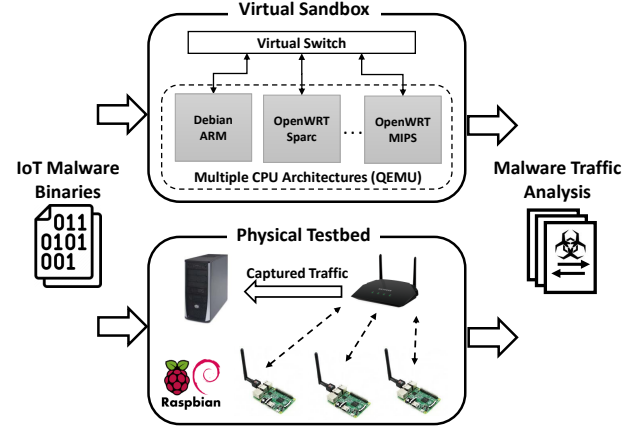 Virtual Sandbox
Virtual Switch
Debian
ARM
OpenWRT
Sparc
...
OpenWRT
MIPS
Multiple CPU Architectures (QEMU)
IoT Malware
Binaries
011
0101
001
Malware Traffic
Analysis
Physical Testbed
Captured Traffic
Raspbian